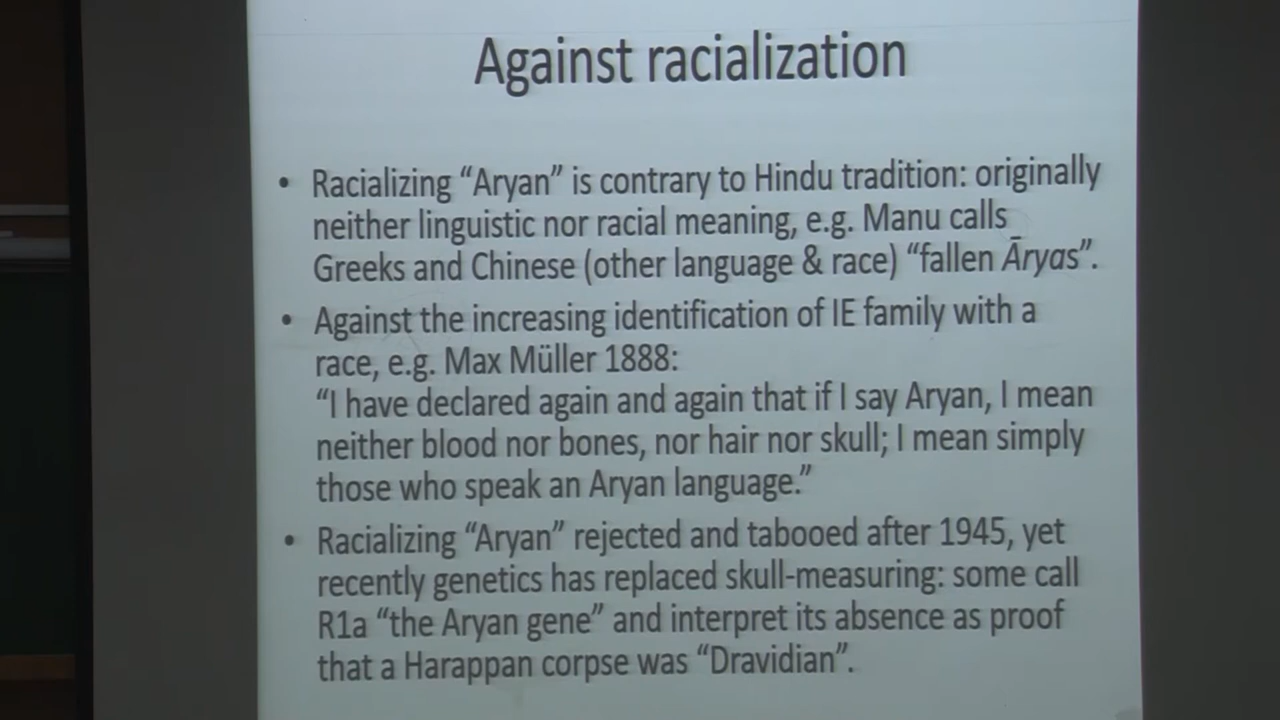 Against racialization
• Racializing “Aryan” is contrary to Hindu tradition: originally
neither linguistic nor racial meaning, e.g. Manu calls
Greeks and Chinese (other language & race) “fallen Āryas”.
• Against the increasing identification of IE family with a
race, e.g. Max Müller 1888:
“I have declared again and again that if I say Aryan, I mean
neither blood nor bones, nor hair nor skull; I mean simply
those who speak an Aryan language.”
• Racializing “Aryan” rejected and tabooed after 1945, yet
recently genetics has replaced skull-measuring: some call
R1a “the Aryan gene” and interpret its absence as proof
that a Harappan corpse was “Dravidian”.